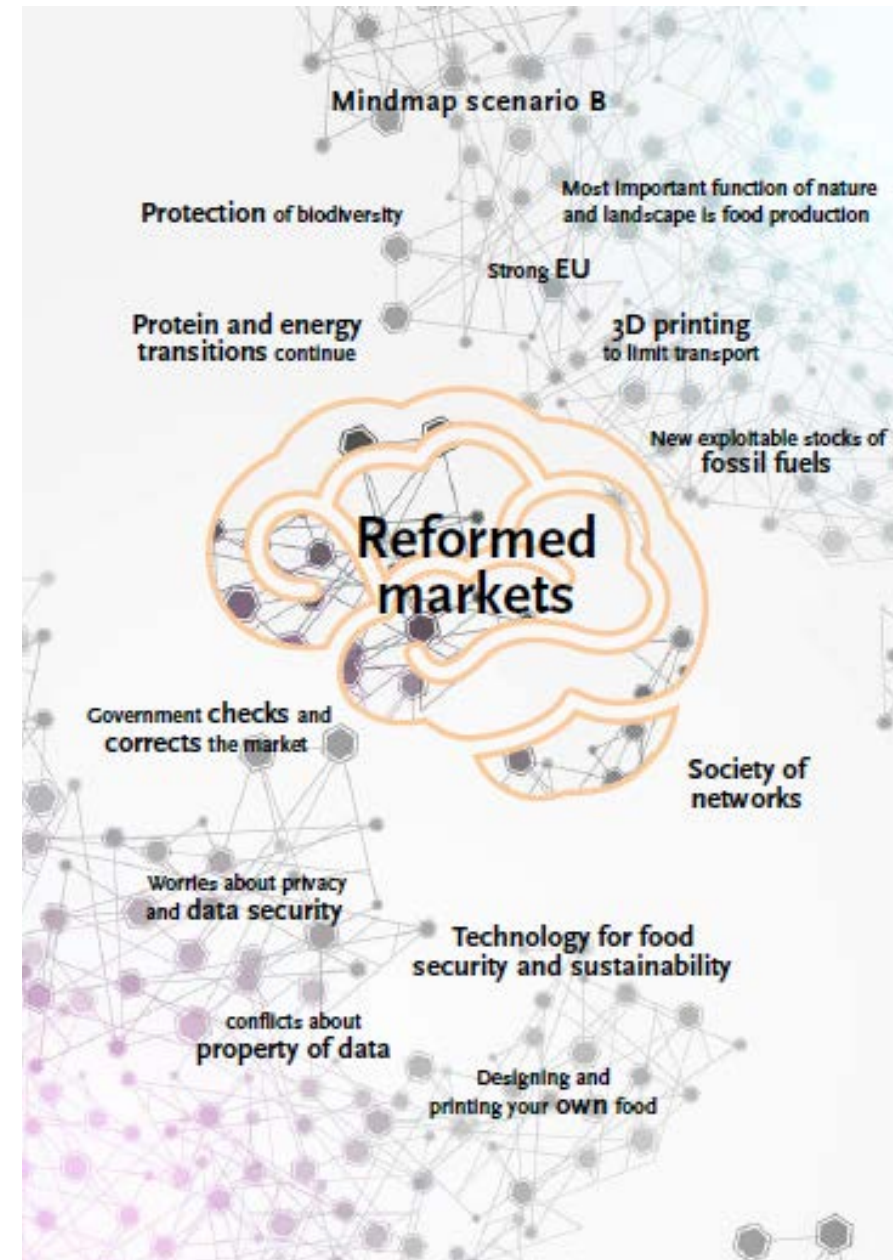 Mindmap scenario B
Most important function of nature
and landscape is food production
Protection of biodiversity
Strong EU
Protein and energy
transitions continue
3D printing
to limit transport
New exploitable stocks of
fossil fuels
Reformed
markets
Government checks and
corrects the market
Society of
networks
Worries about privacy
and data security
Technology for food
security and sustainability
conflicts about
property of data
Designing and
printing your own food